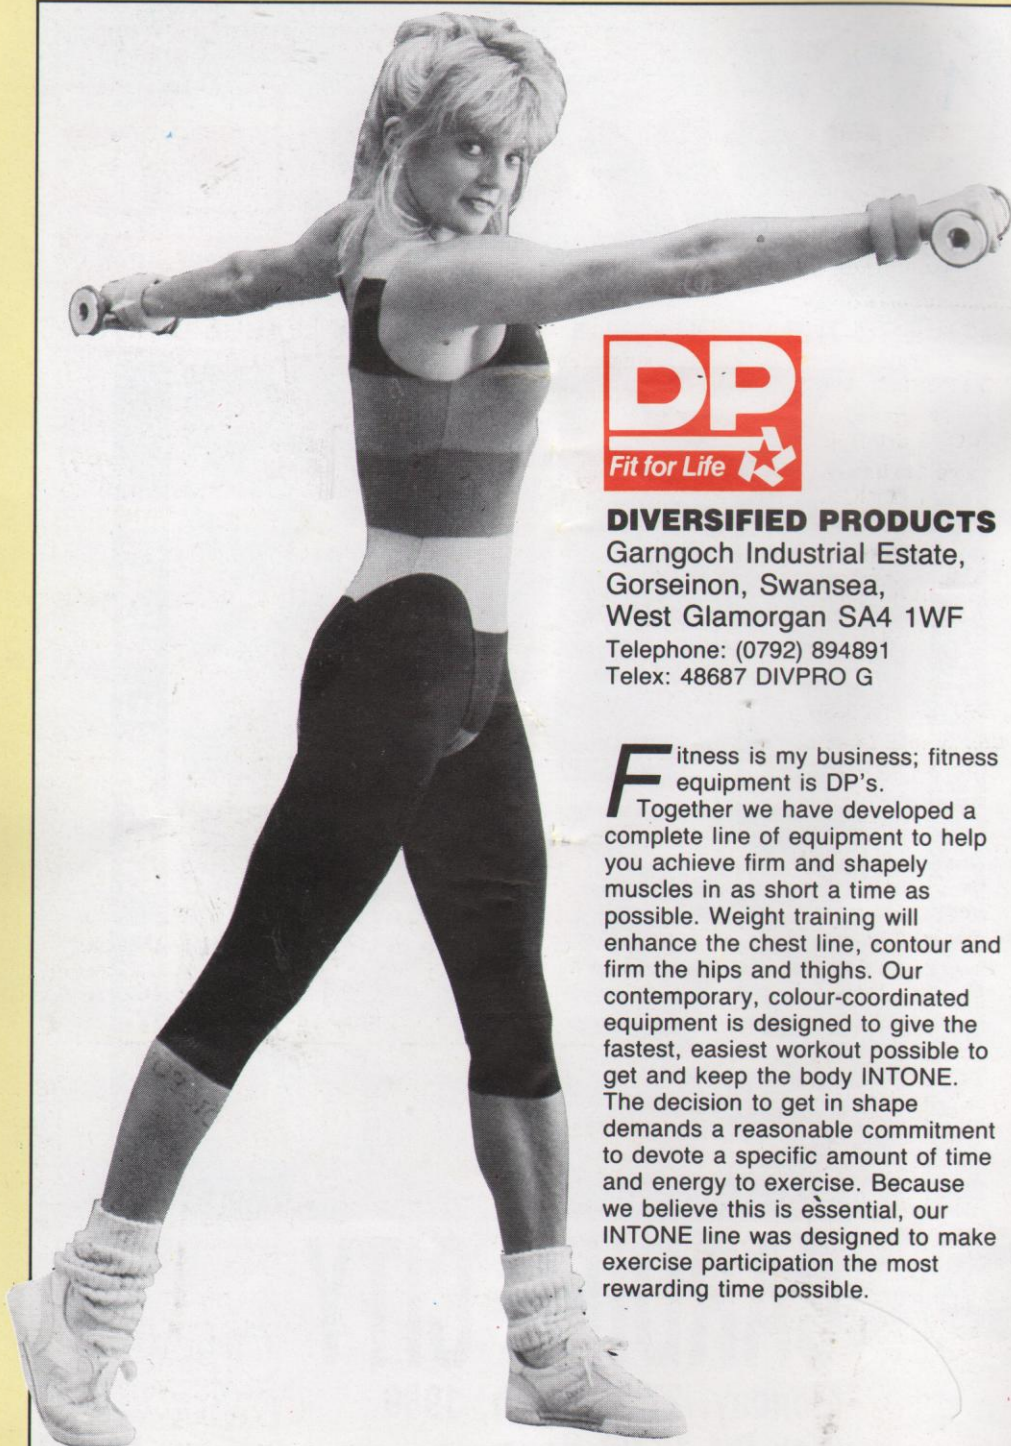 DP
Fit for Life
DIVERSIFIED PRODUCTS
Garngoch Industrial Estate,
Gorseinon, Swansea,
West Glamorgan SA4 1WF
Telephone: (0792) 894891
Telex: 48687 DIVPRO G
Fitness is my business; fitness
equipment is DP's.
Together we have developed a
complete line of equipment to help
you achieve firm and shapely
muscles in as short a time as
possible. Weight training will
enhance the chest line, contour and
firm the hips and thighs. Our
contemporary, colour-coordinated
equipment is designed to give the
fastest, easiest workout possible to
get and keep the body INTONE.
The decision to get in shape
demands a reasonable commitment
to devote a specific amount of time
and energy to exercise. Because
we believe this is essential, our
INTONE line was designed to make
exercise participation the most
rewarding time possible.